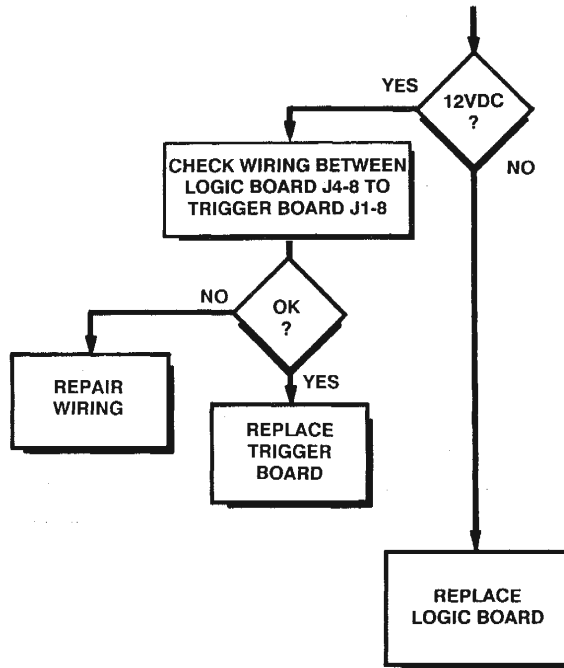 YES
12VDC
?
NO
CHECK WIRING BETWEEN
LOGIC BOARD J4-8 TO
TRIGGER BOARD J1-8
NO
OK
?
YES
REPAIR
WIRING
REPLACE
TRIGGER
BOARD
REPLACE
LOGIC BOARD